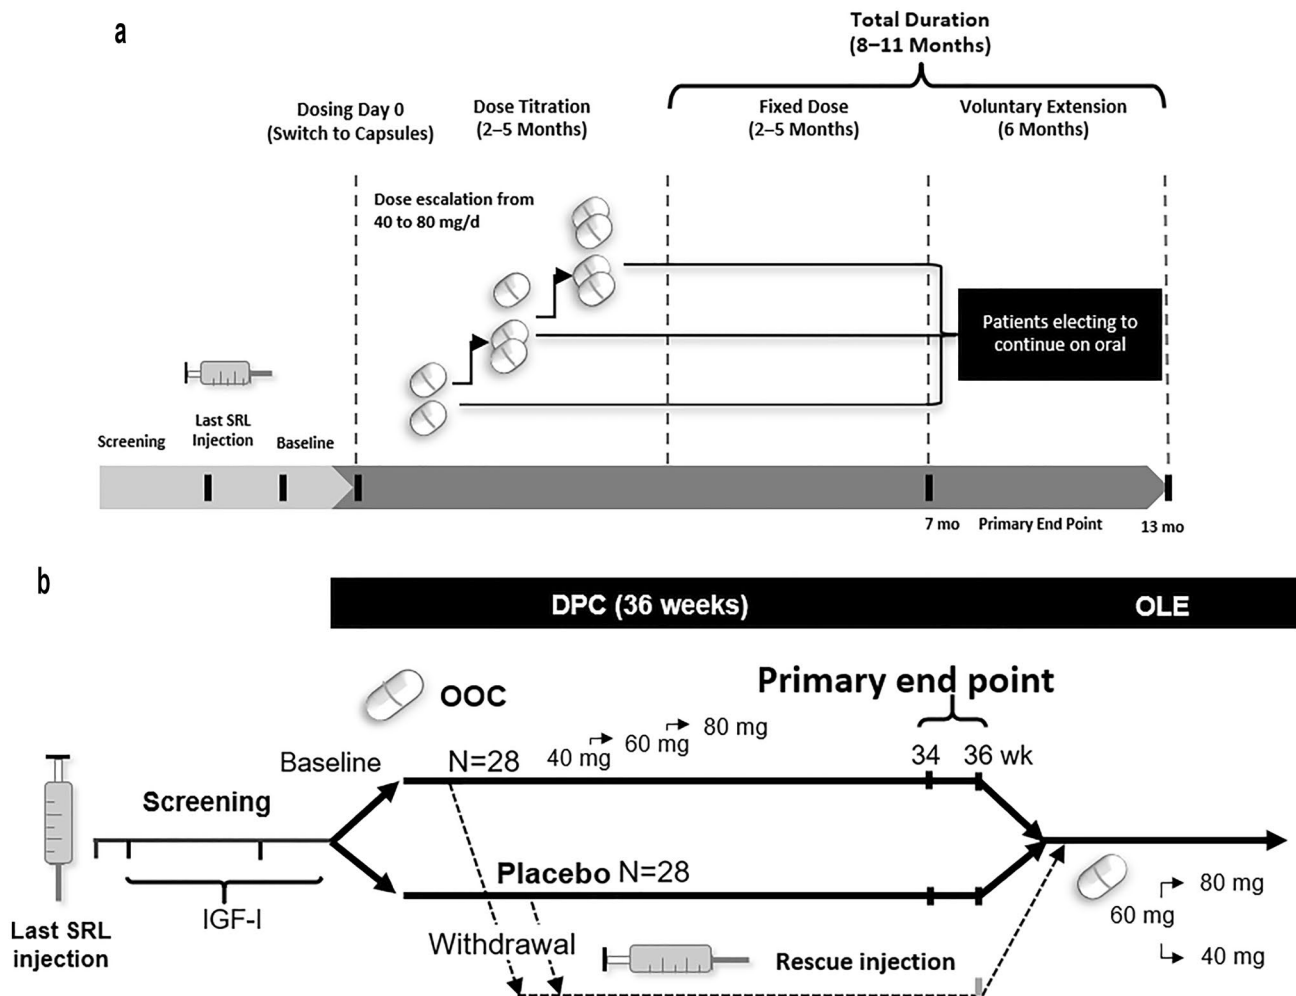 a
Total Duration
(8–11 Months)
Dosing Day 0
(Switch to Capsules)
Dose Titration
(2–5 Months)
Fixed Dose
(2–5 Months)
Voluntary Extension
(6 Months)
Dose escalation from
40 to 80 mg/d
Patients electing to
continue on oral
Screening
Last SRL
Injection
Baseline
7 mo
Primary End Point
13 mo
b
DPC (36 weeks)
OLE
OOC
Primary end point
Baseline
N=28
40 mg
60 mg
80 mg
34
36 wk
Screening
IGF-I
Last SRL
injection
Placebo N=28
Withdrawal
Rescue injection
60 mg
80 mg
40 mg